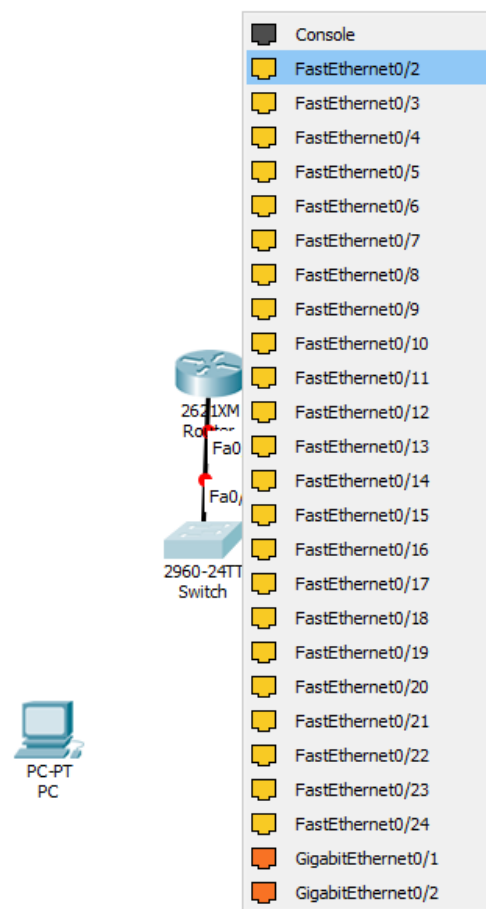 Console
FastEthernet0/2
FastEthernet0/3
FastEthernet0/4
FastEthernet0/5
FastEthernet0/6
FastEthernet0/7
FastEthernet0/8
FastEthernet0/9
FastEthernet0/10
FastEthernet0/11
FastEthernet0/12
FastEthernet0/13
FastEthernet0/14
FastEthernet0/15
FastEthernet0/16
FastEthernet0/17
FastEthernet0/18
FastEthernet0/19
FastEthernet0/20
FastEthernet0/21
FastEthernet0/22
FastEthernet0/23
FastEthernet0/24
GigabitEthernet0/1
GigabitEthernet0/2
2621XM
Router
Fa0
Fa0/
2960-24TT
Switch
PC-PT
PC